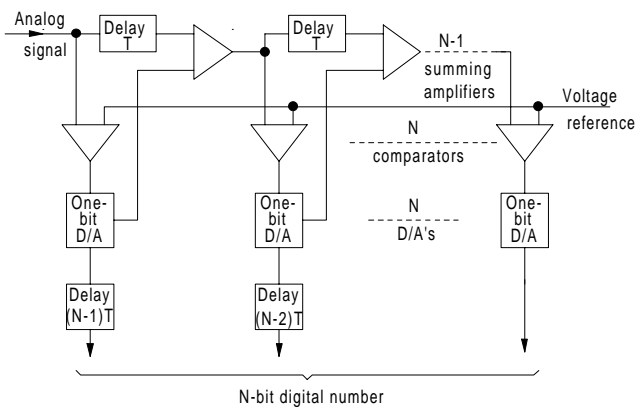 Analog
signal
Delay
T
Delay
T
N-1
summing
amplifiers
Voltage
reference
N
comparators
One-
bit
D/A
One-
bit
D/A
N
D/A's
One-
bit
D/A
Delay
(N-1)T
Delay
(N-2)T
N-bit digital number